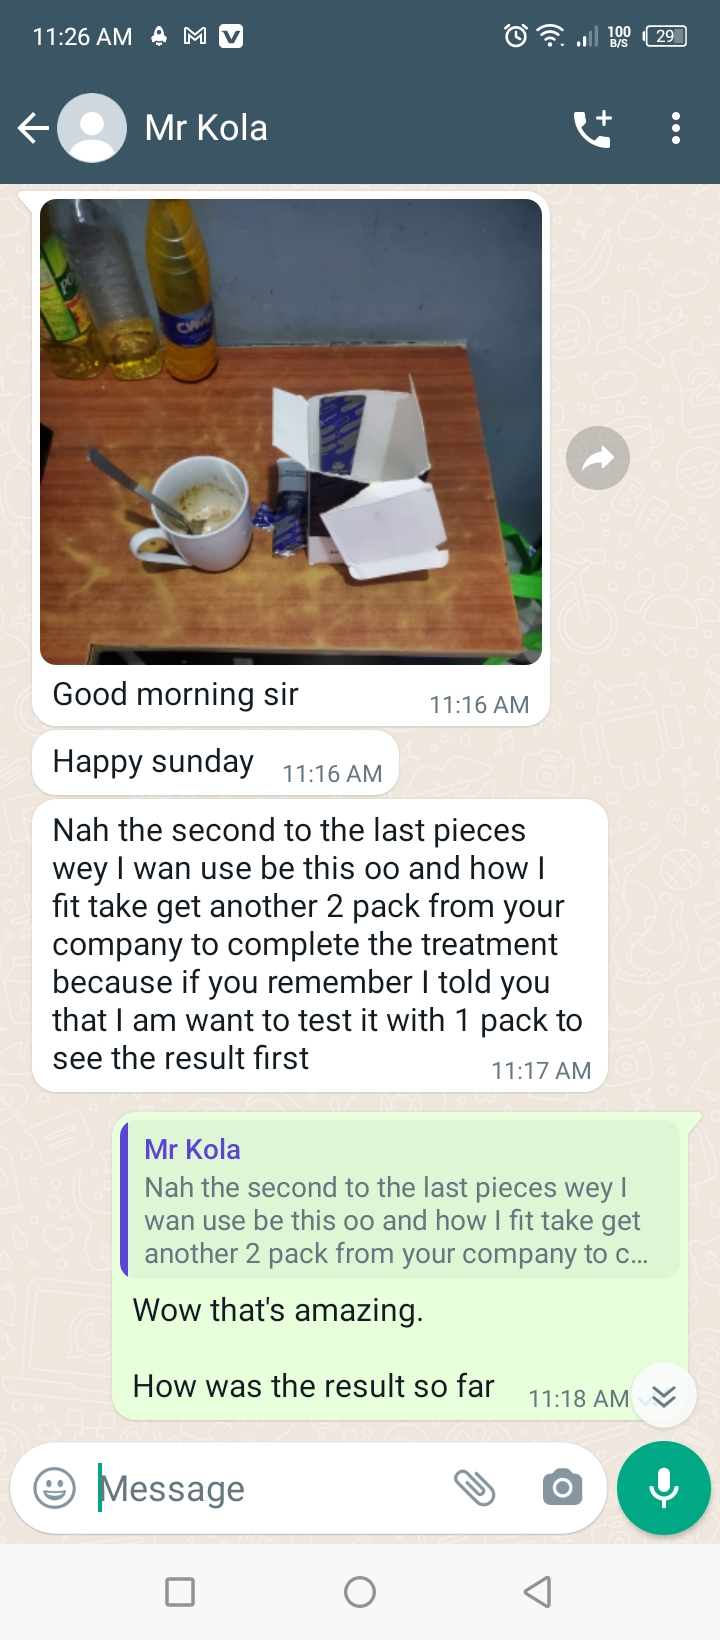 11:26 AM
100
B/S
29
Mr Kola
Good morning sir
11:16 AM
Happy sunday
11:16 AM
Nah the second to the last pieces
wey I wan use be this oo and how I
fit take get another 2 pack from your
company to complete the treatment
because if you remember I told you
that I am want to test it with 1 pack to
see the result first
11:17 AM
Mr Kola
Nah the second to the last pieces wey I
wan use be this oo and how I fit take get
another 2 pack from your company to c...
Wow that's amazing.
How was the result so far
11:18 AM
Message